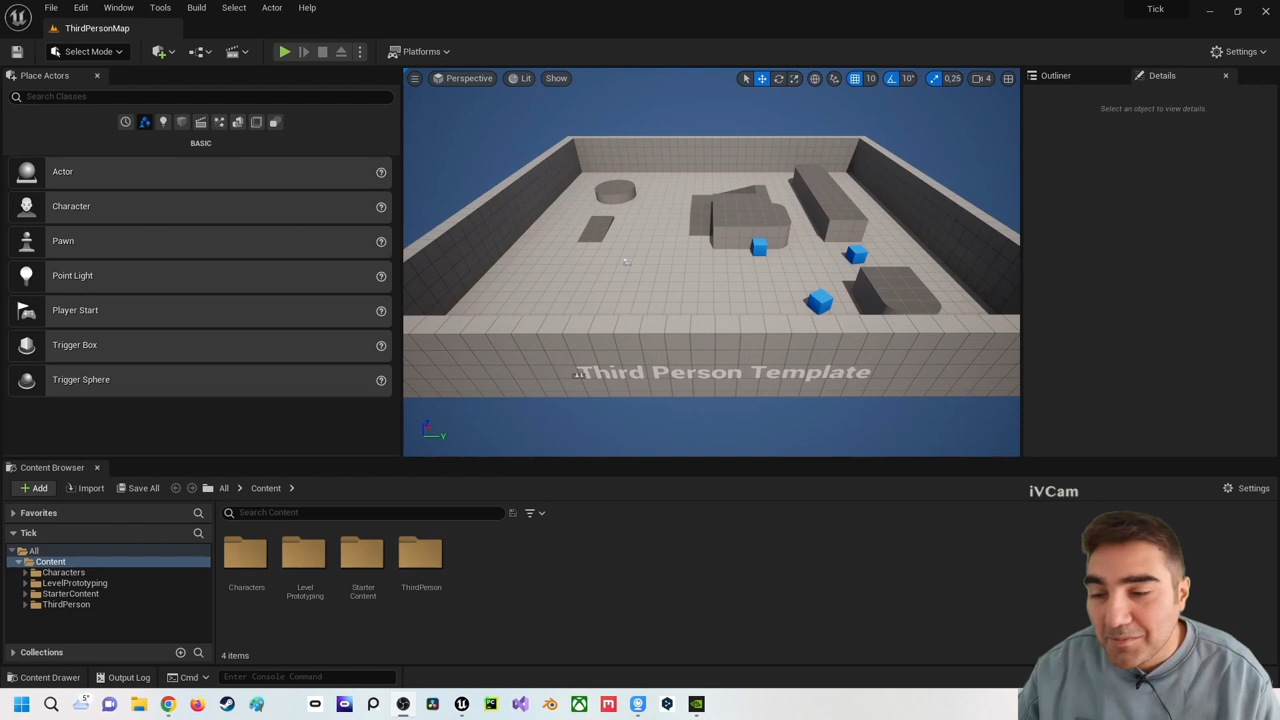 File Edit Window Tools Build Select Actor Help
Tick
ThirdPersonMap
Select Mode
Platforms
Settings
Place Actors
Perspective
Lit
Show
10
10°
0,25
4
Outliner
Details
Search Classes
Select an object to view details.
BASIC
Actor
Character
Pawn
Point Light
Player Start
Trigger Box
Trigger Sphere
Third Person Template
Z
Y
Content Browser
Add
Import
Save All
All
Content
iVCam
Settings
Favorites
Search Content
Tick
All
Content
Characters
LevelPrototyping
StarterContent
ThirdPerson
Characters
Level
Prototyping
Starter
Content
ThirdPerson
Collections
4 items
Content Drawer
Output Log
Cmd
Enter Console Command
5°